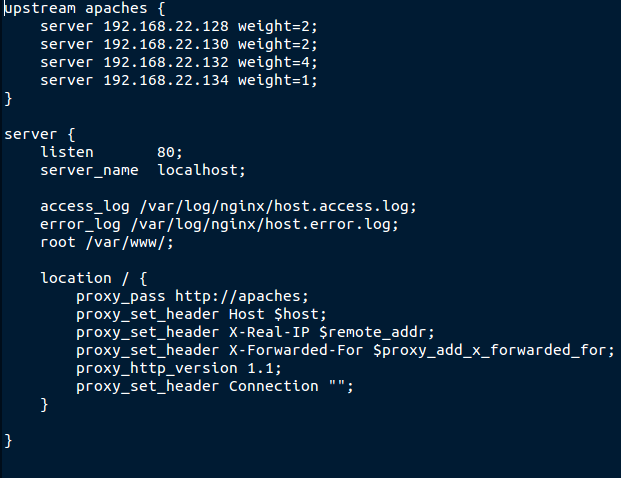 upstream apaches {
    server 192.168.22.128 weight=2;
    server 192.168.22.130 weight=2;
    server 192.168.22.132 weight=4;
    server 192.168.22.134 weight=1;
}

server {
    listen       80;
    server_name  localhost;

    access_log /var/log/nginx/host.access.log;
    error_log /var/log/nginx/host.error.log;
    root /var/www/;

    location / {
        proxy_pass http://apaches;
        proxy_set_header Host $host;
        proxy_set_header X-Real-IP $remote_addr;
        proxy_set_header X-Forwarded-For $proxy_add_x_forwarded_for;
        proxy_http_version 1.1;
        proxy_set_header Connection "";
    }

}